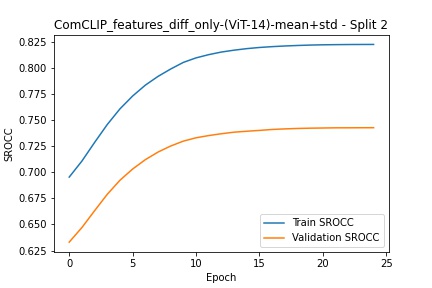 ComCLIP_features_diff_only-(ViT-14)-mean+std - Split 2
0.825
0.800
0.775
0.750
0.725
0.700
0.675
0.650
0.625
SROCC
Train SROCC
Validation SROCC
0 5 10 15 20 25
Epoch